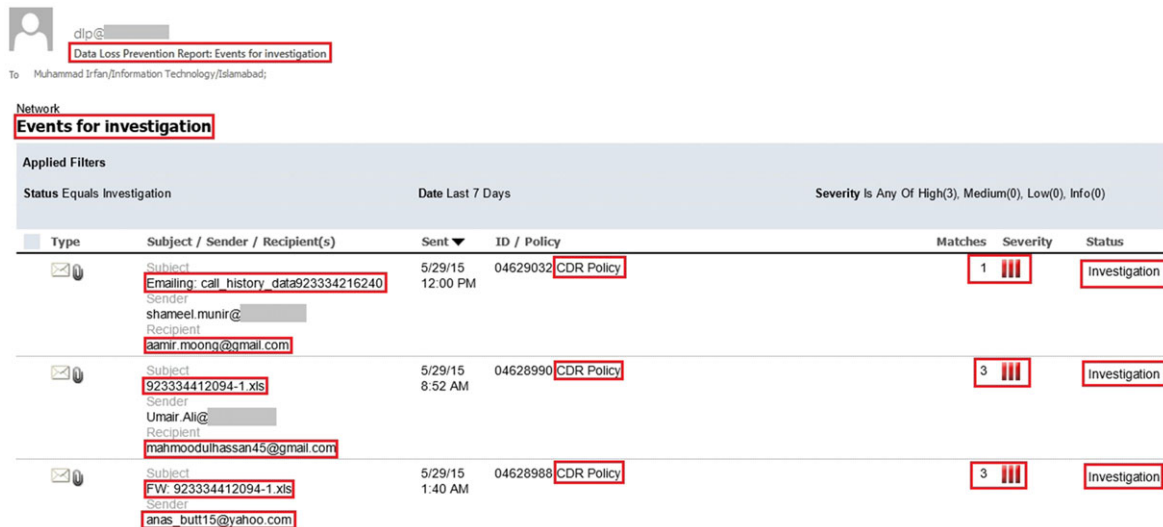 dlp@
Data Loss Prevention Report: Events for investigation
To Muhammad Irfan/Information Technology/Islamabad;
Network
Events for investigation
Applied Filters
Status Equals Investigation Date Last 7 Days Severity Is Any Of High(3), Medium(0), Low(0), Info(0)
Type Subject / Sender / Recipient(s) Sent ▼ ID / Policy Matches Severity Status
Subject 5/29/15 04629032 CDR Policy 1 Investigation
Emailing: call_history_data923334216240 12:00 PM
Sender
shameel.munir@
Recipient
aamir.moong@gmail.com
Subject 5/29/15 04628990 CDR Policy 3 Investigation
923334412094-1.xls 8:52 AM
Sender
Umair.Ali@
Recipient
mahmoodulhassan45@gmail.com
Subject 5/29/15 04628988 CDR Policy 3 Investigation
FW: 923334412094-1.xls 1:40 AM
Sender
anas_butt15@yahoo.com